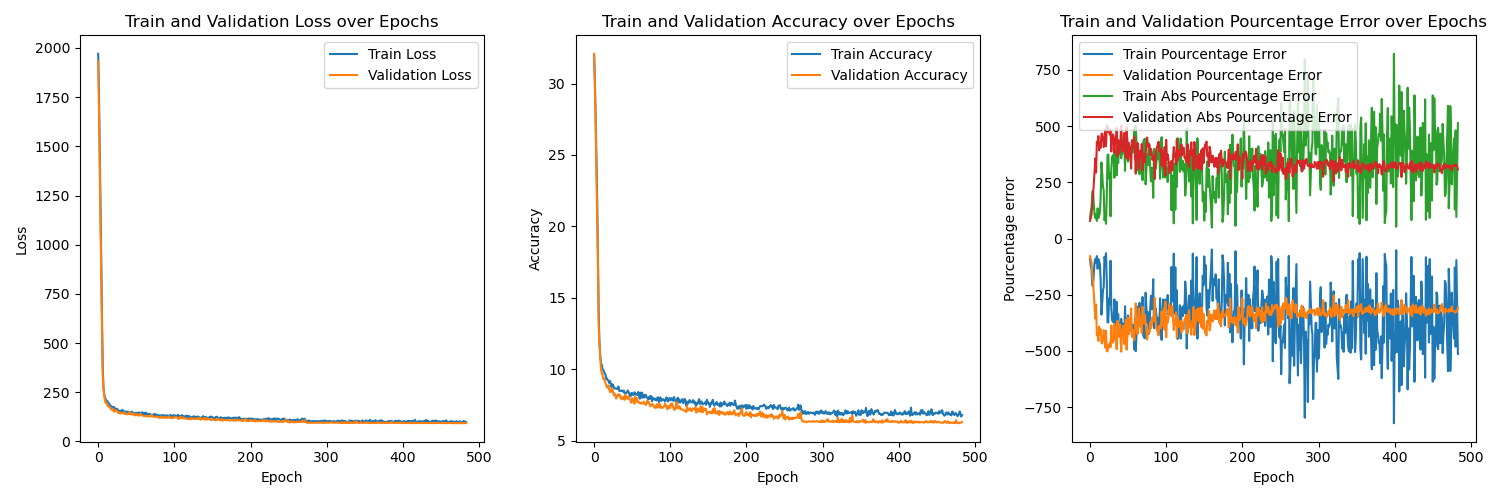 Train and Validation Loss over Epochs
Train Loss
Validation Loss
2000
1750
1500
1250
1000
750
500
250
0
Loss
0 100 200 300 400 500
Epoch
Train and Validation Accuracy over Epochs
Train Accuracy
Validation Accuracy
30
25
20
15
10
5
Accuracy
0 100 200 300 400 500
Epoch
Train and Validation Pourcentage Error over Epochs
Train Pourcentage Error
Validation Pourcentage Error
Train Abs Pourcentage Error
Validation Abs Pourcentage Error
750
500
250
0
−250
−500
−750
Pourcentage error
0 100 200 300 400 500
Epoch